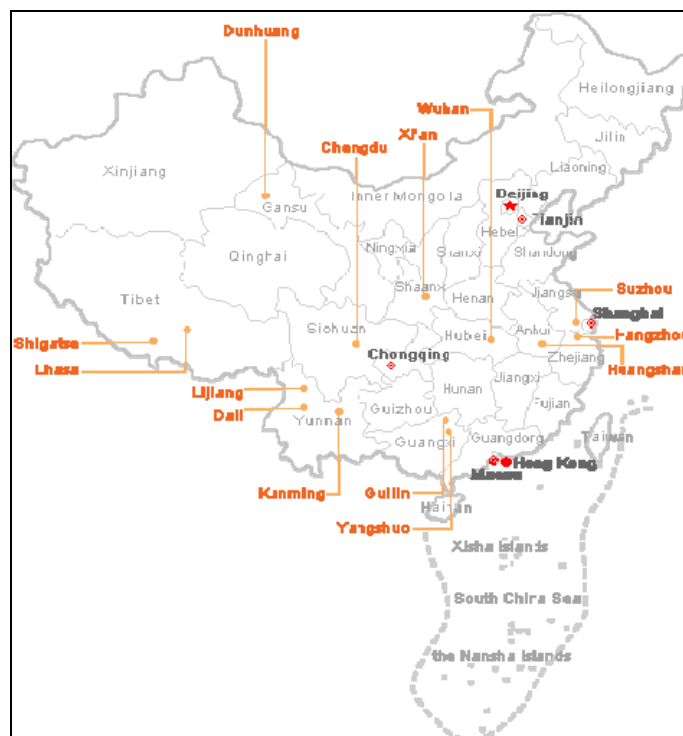 Dunhuang
Heilongjiang
Wuhan
Xi'an
Jilin
Chengdu
Liaoning
Xinjiang
Inner Mongolia
Beijing
Gansu
Tianjin
Hebei
Ningxia
Shanxi
Shandong
Qinghai
Shaanxi
Suzhou
Jiangsu
Tibet
Henan
Shanghai
Sichuan
Hubei
Anhui
Hangzhou
Shigatse
Chongqing
Zhejiang
Lhasa
Huangshan
Jiangxi
Lijiang
Hunan
Guizhou
Fujian
Dali
Yunnan
Guangxi
Guangdong
Taiwan
Hong Kong
Macau
Kunming
Guilin
Hainan
Yangshuo
Xisha Islands
South China Sea
the Nansha Islands